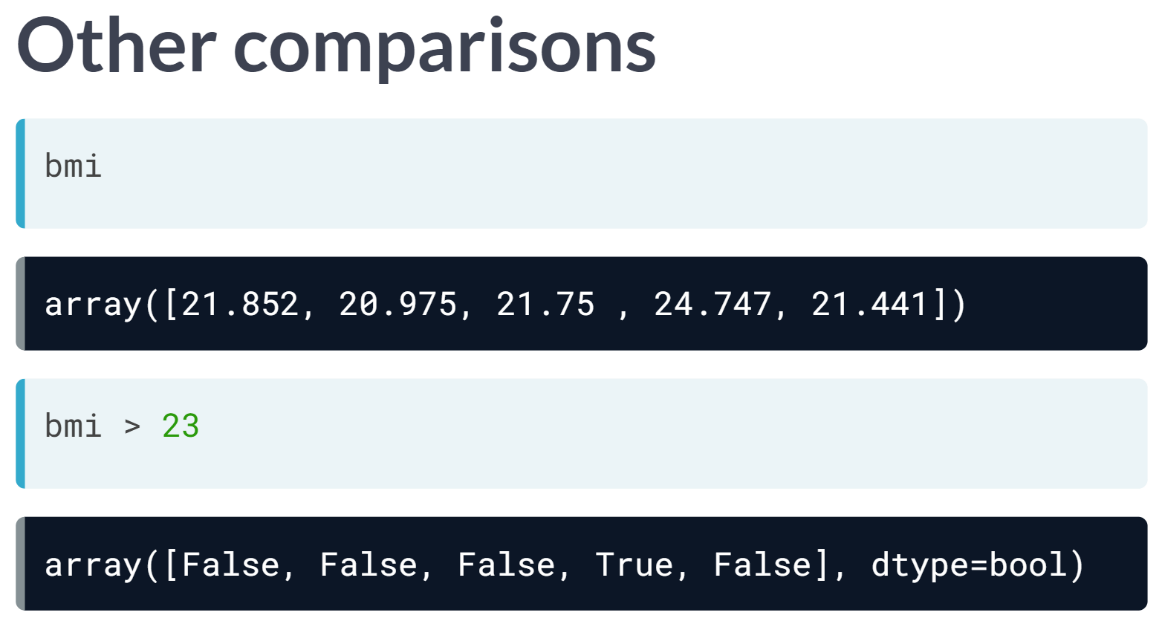 Other comparisons
bmi
array([21.852, 20.975, 21.75 , 24.747, 21.441])
bmi > 23
array([False, False, False, True, False], dtype=bool)